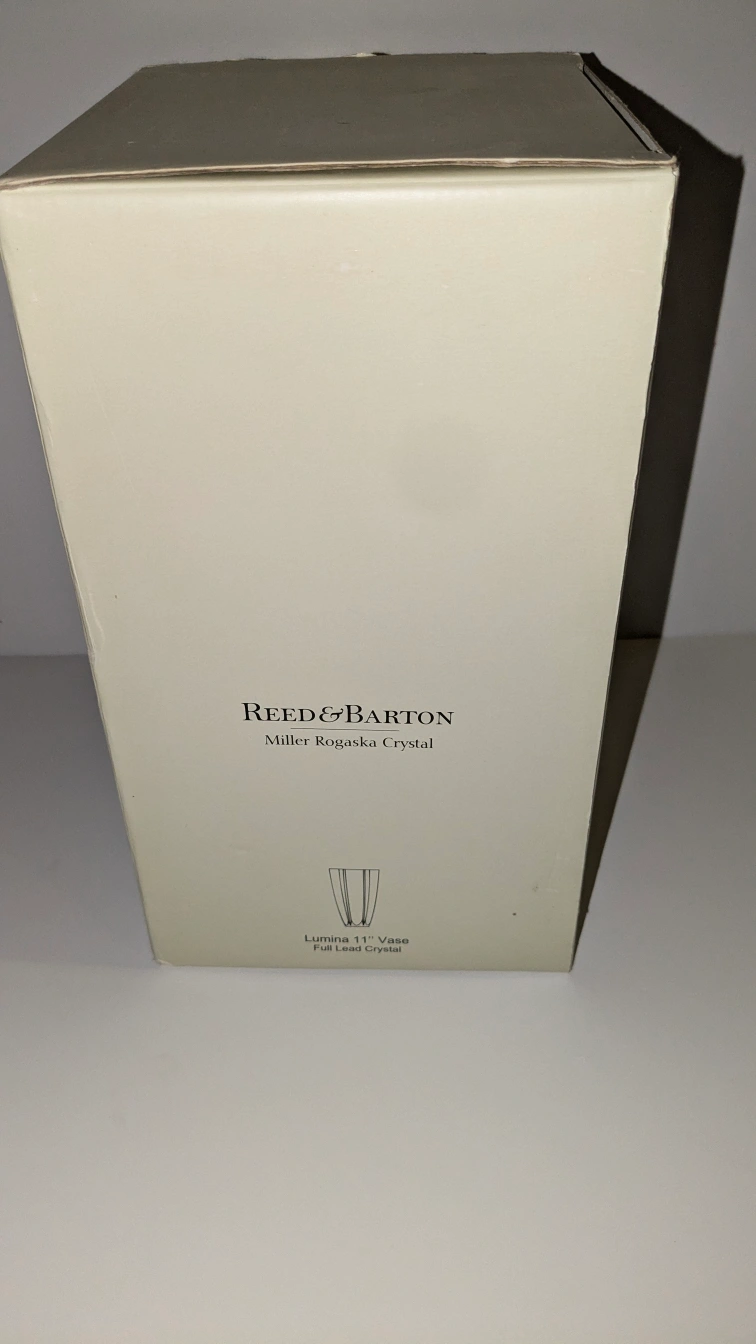 REED&BARTON
Miller Rogaska Crystal
Lumina 11" Vase
Full Lead Crystal